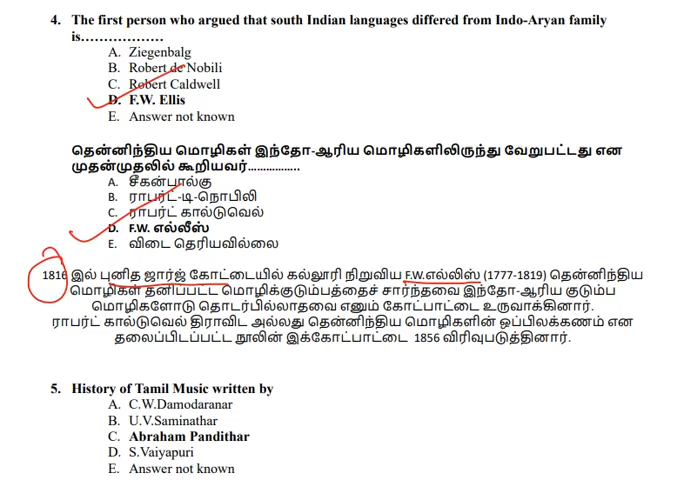 4. The first person who argued that south Indian languages differed from Indo-Aryan family
is………………
A. Ziegenbalg
B. Robert de Nobili
C. Robert Caldwell
D. F.W. Ellis
E. Answer not known
தென்னிந்திய மொழிகள் இந்தோ-ஆரிய மொழிகளிலிருந்து வேறுபட்டது என
முதன்முதலில் கூறியவர்................
A. சீகன்பால்கு
B. ராபர்ட்-டி-நொபிலி
C. ராபர்ட் கால்டுவெல்
D. F.W. எல்லீஸ்
E. விடை தெரியவில்லை
1816 இல் புனித ஜார்ஜ் கோட்டையில் கல்லூரி நிறுவிய F.W.எல்லிஸ் (1777-1819) தென்னிந்திய
மொழிகள் தனிப்பட்ட மொழிக்குடும்பத்தைச் சார்ந்தவை இந்தோ-ஆரிய குடும்ப
மொழிகளோடு தொடர்பில்லாதவை எனும் கோட்பாட்டை உருவாக்கினார்.
ராபர்ட் கால்டுவெல் திராவிட அல்லது தென்னிந்திய மொழிகளின் ஒப்பிலக்கணம் என
தலைப்பிடப்பட்ட நூலின் இக்கோட்பாட்டை 1856 விரிவுபடுத்தினார்.
5. History of Tamil Music written by
A. C.W.Damodaranar
B. U.V.Saminathar
C. Abraham Pandithar
D. S.Vaiyapuri
E. Answer not known